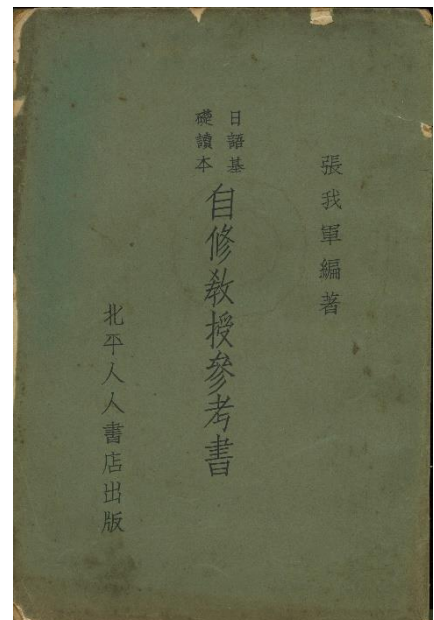 張我軍編著
日語基
礎讀本
自修教授參考書
北平人人書店出版